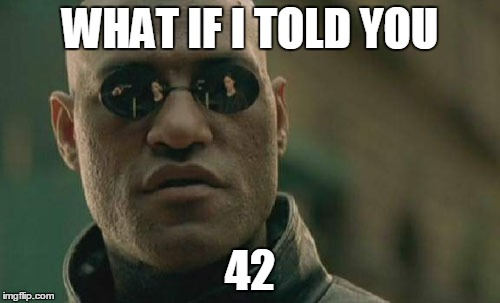 WHAT IF I TOLD YOU
42
imgflip.com